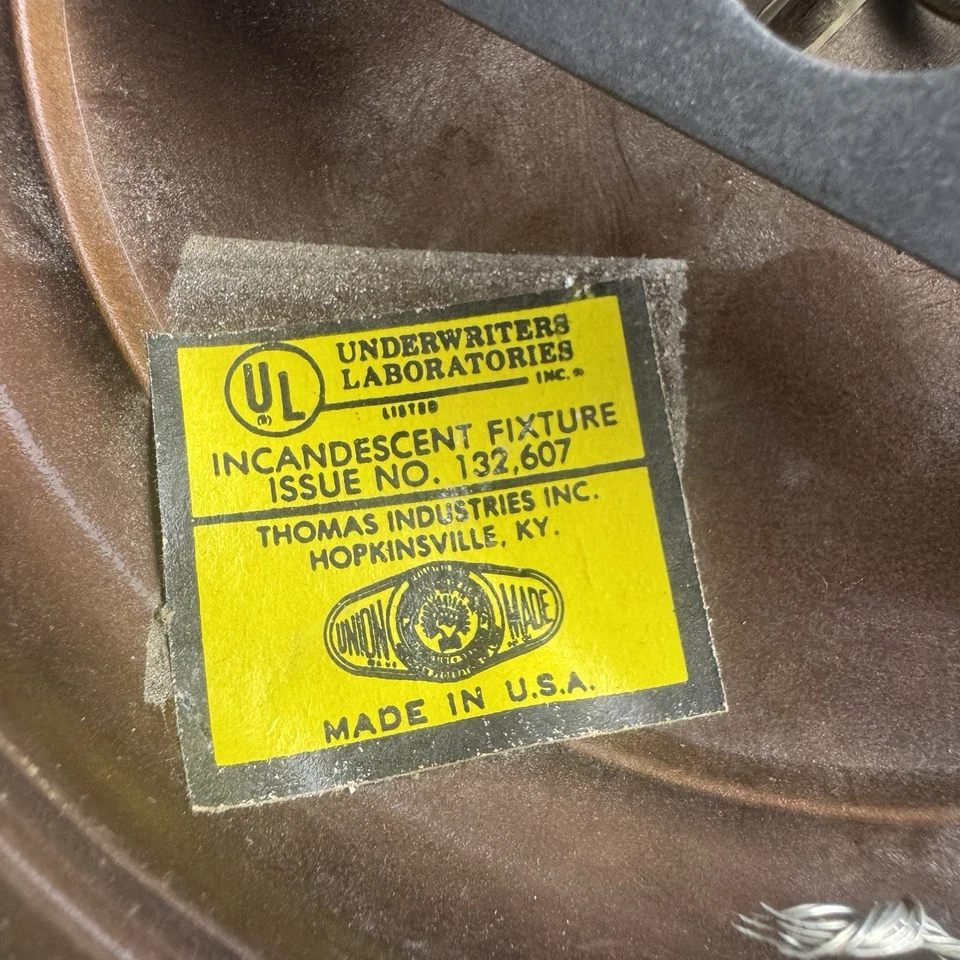 UL
(R)
UNDERWRITERS
LABORATORIES
INC.®
LISTED
INCANDESCENT FIXTURE
ISSUE NO. 132,607
THOMAS INDUSTRIES INC.
HOPKINSVILLE, KY.
UNION MADE
MADE IN U.S.A.